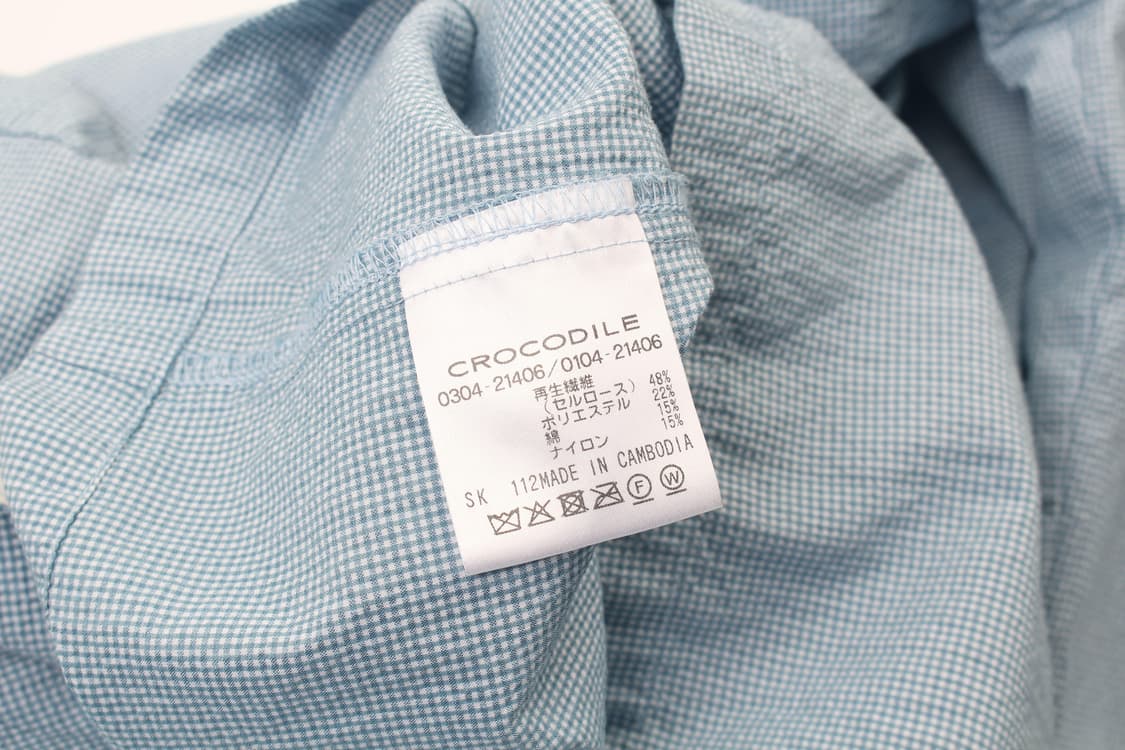 CROCODILE
0304-21406/0104-21406
再生繊維 48%
(セルロース)
ポリエステル 22%
綿 15%
ナイロン 15%
SK 112MADE IN CAMBODIA
F W